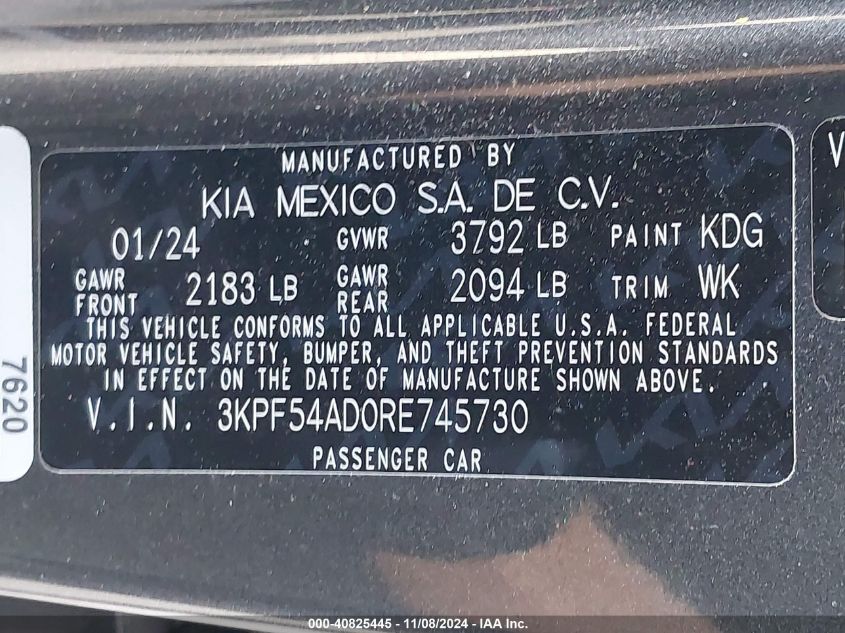 MANUFACTURED BY
KIA MEXICO S.A. DE C.V.
01/24 GVWR 3792 LB PAINT KDG
GAWR FRONT 2183 LB GAWR REAR 2094 LB TRIM WK
THIS VEHICLE CONFORMS TO ALL APPLICABLE U.S.A. FEDERAL
MOTOR VEHICLE SAFETY, BUMPER, AND THEFT PREVENTION STANDARDS
IN EFFECT ON THE DATE OF MANUFACTURE SHOWN ABOVE.
V.I.N. 3KPF54AD0RE745730
PASSENGER CAR
7620
V
000-40825445 - 11/08/2024 - IAA Inc.